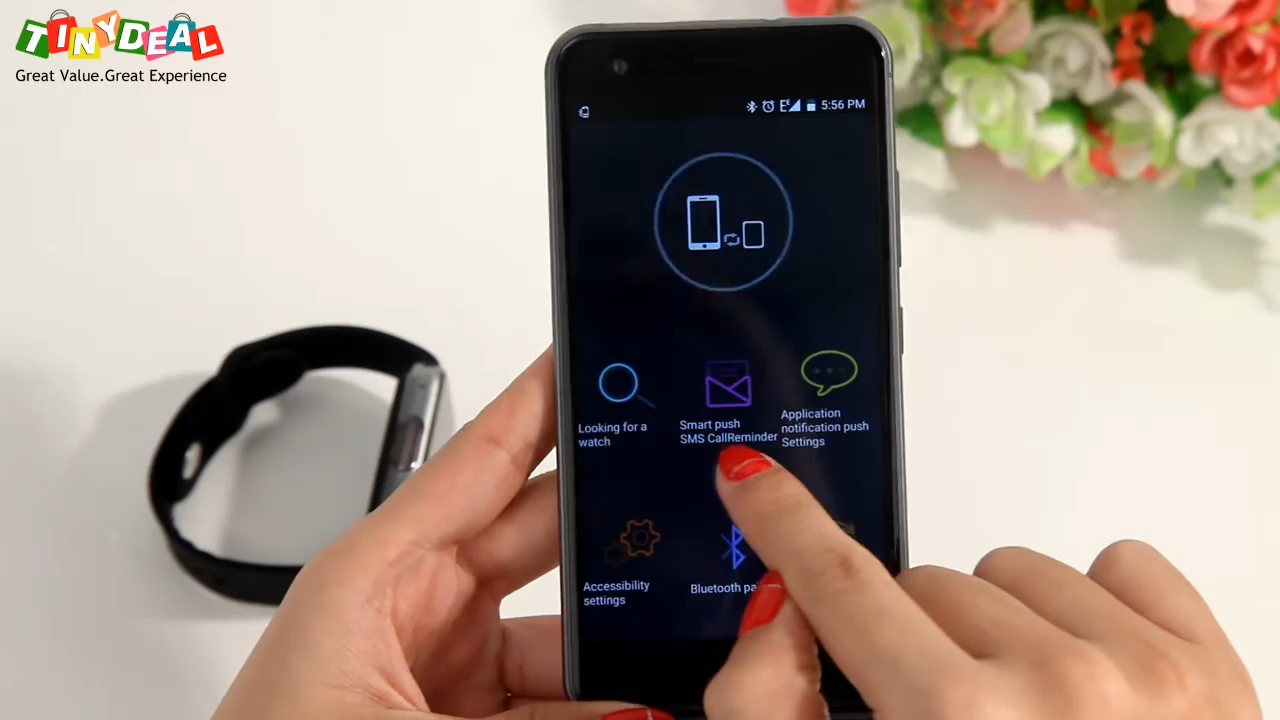 TINYDEAL
Great Value.Great Experience
5:56 PM
Looking for a
watch
Smart push
SMS CallReminder
Application
notification push
Settings
Accessibility
settings
Bluetooth